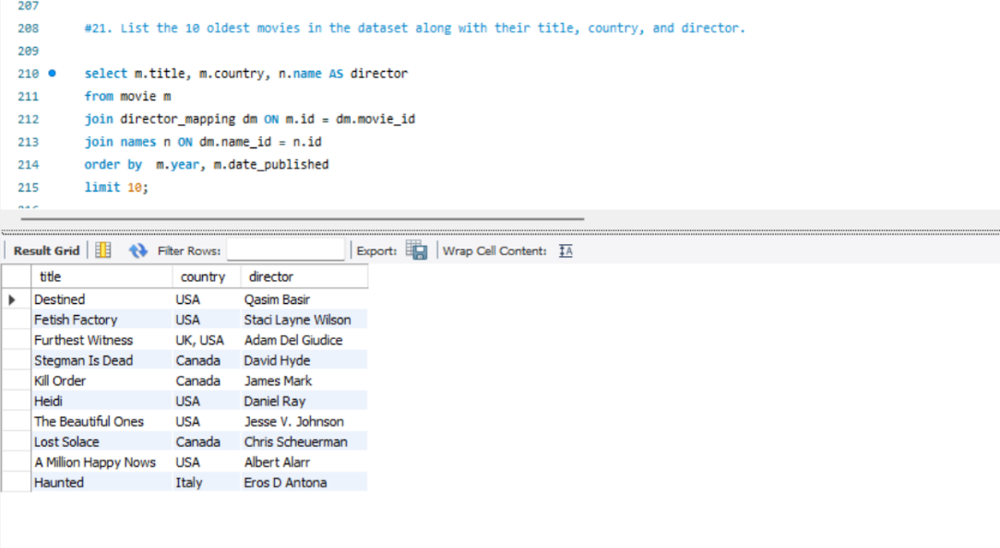 207
208 #21. List the 10 oldest movies in the dataset along with their title, country, and director.
209
210 select m.title, m.country, n.name AS director
211 from movie m
212 join director_mapping dm ON m.id = dm.movie_id
213 join names n ON dm.name_id = n.id
214 order by  m.year, m.date_published
215 limit 10;
Result Grid Filter Rows: Export: Wrap Cell Content:
title country director
Destined USA Qasim Basir
Fetish Factory USA Staci Layne Wilson
Furthest Witness UK, USA Adam Del Giudice
Stegman Is Dead Canada David Hyde
Kill Order Canada James Mark
Heidi USA Daniel Ray
The Beautiful Ones USA Jesse V. Johnson
Lost Solace Canada Chris Scheuerman
A Million Happy Nows USA Albert Alarr
Haunted Italy Eros D Antona